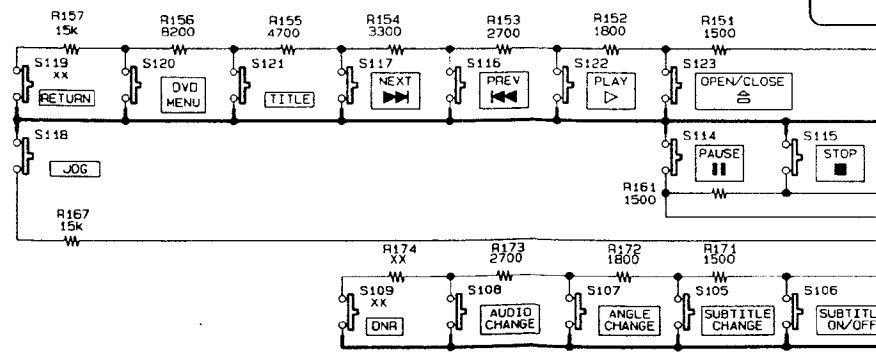 R157 R156 R155 R154 R153 R152 R151
15K 8200 4700 3300 2700 1800 1500
S119 S120 S121 S117 S116 S122 S123
XX
RETURN
DVD
MENU
TITLE
NEXT
PREV
PLAY
OPEN/CLOSE
S118
JOG
S114 S115
PAUSE
STOP
R161
1500
R167
15K
R174 R173 R172 R171
XX 2700 1800 1500
S109 S108 S107 S105 S106
XX
DNR
AUDIO
CHANGE
ANGLE
CHANGE
SUBTITLE
CHANGE
SUBTITL
ON/OFF